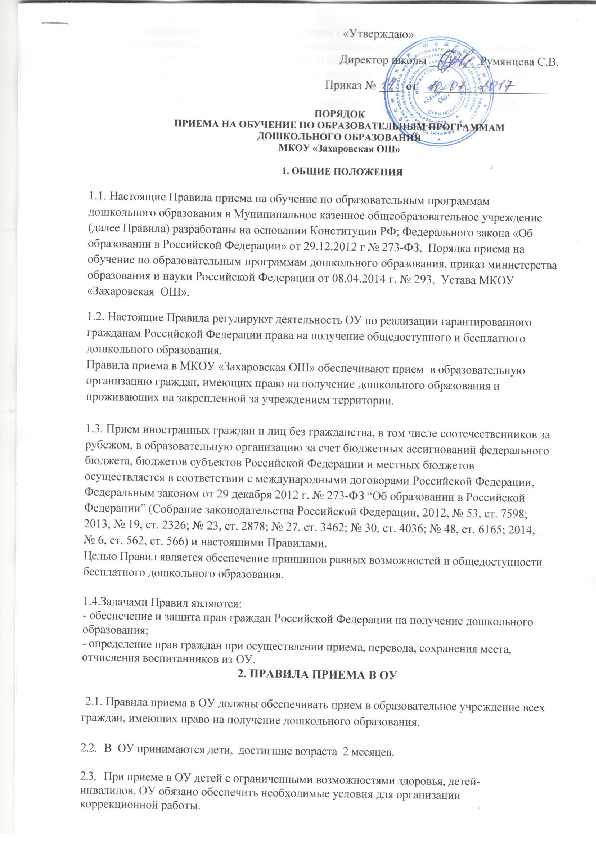 «Утверждаю»
Директор школы Румянцева С.В.
Приказ № от 2017
ПОРЯДОК
ПРИЕМА НА ОБУЧЕНИЕ ПО ОБРАЗОВАТЕЛЬНЫМ ПРОГРАММАМ
ДОШКОЛЬНОГО ОБРАЗОВАНИЯ
МКОУ «Захаровская ОШ»
1. ОБЩИЕ ПОЛОЖЕНИЯ
1.1. Настоящие Правила приема на обучение по образовательным программам
дошкольного образования в Муниципальное казенное общеобразовательное учреждение
(далее Правила) разработаны на основании Конституции РФ; Федерального закона «Об
образовании в Российской Федерации» от 29.12.2012 г № 273-ФЗ, Порядка приема на
обучение по образовательным программам дошкольного образования, приказ министерства
образования и науки Российской Федерации от 08.04.2014 г. № 293, Устава МКОУ
«Захаровская ОШ».
1.2. Настоящие Правила регулируют деятельность ОУ по реализации гарантированного
гражданам Российской Федерации права на получение общедоступного и бесплатного
дошкольного образования.
Правила приема в МКОУ «Захаровская ОШ» обеспечивают прием в образовательную
организацию граждан, имеющих право на получение дошкольного образования и
проживающих на закрепленной за учреждением территории.
1.3. Прием иностранных граждан и лиц без гражданства, в том числе соотечественников за
рубежом, в образовательную организацию за счет бюджетных ассигнований федерального
бюджета, бюджетов субъектов Российской Федерации и местных бюджетов
осуществляется в соответствии с международными договорами Российской Федерации,
Федеральным законом от 29 декабря 2012 г. № 273-ФЗ “Об образовании в Российской
Федерации” (Собрание законодательства Российской Федерации, 2012, № 53, ст. 7598;
2013, № 19, ст. 2326; № 23, ст. 2878; № 27, ст. 3462; № 30, ст. 4036; № 48, ст. 6165; 2014,
№ 6, ст. 562, ст. 566) и настоящими Правилами.
Целью Правил является обеспечение принципов равных возможностей и общедоступности
бесплатного дошкольного образования.
1.4.Задачами Правил являются:
- обеспечение и защита прав граждан Российской Федерации на получение дошкольного
образования;
- определение прав граждан при осуществлении приема, перевода, сохранения места,
отчисления воспитанников из ОУ.
2. ПРАВИЛА ПРИЕМА В ОУ
2.1. Правила приема в ОУ должны обеспечивать прием в образовательное учреждение всех
граждан, имеющих право на получение дошкольного образования.
2.2. В ОУ принимаются дети, достигшие возраста 2 месяцев.
2.3. При приеме в ОУ детей с ограниченными возможностями здоровья, детей-
инвалидов, ОУ обязано обеспечить необходимые условия для организации
коррекционной работы.